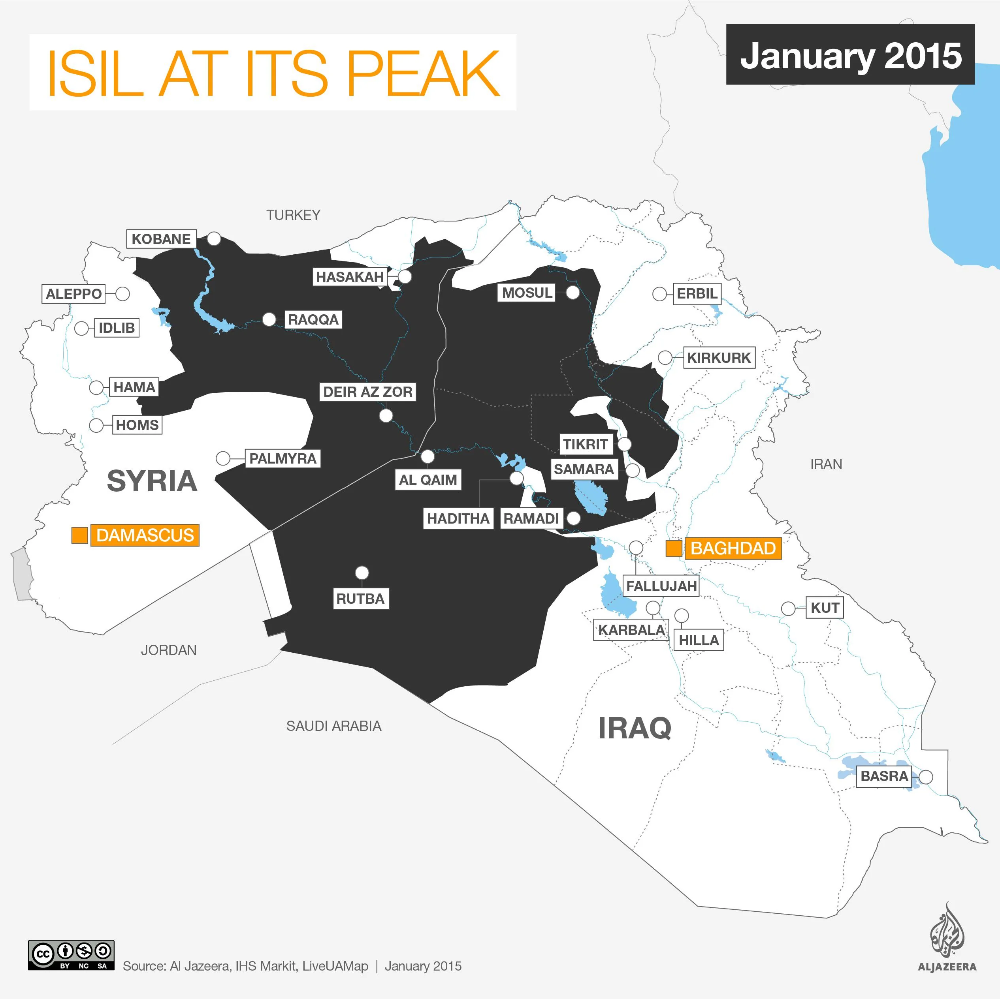 ISIL AT ITS PEAK
January 2015
TURKEY
KOBANE
HASAKAH
MOSUL
ALEPPO
ERBIL
RAQQA
IDLIB
KIRKURK
HAMA
DEIR AZ ZOR
HOMS
TIKRIT
PALMYRA
IRAN
SAMARA
SYRIA
AL QAIM
HADITHA
RAMADI
DAMASCUS
BAGHDAD
FALLUJAH
RUTBA
KUT
KARBALA
HILLA
JORDAN
SAUDI ARABIA
IRAQ
BASRA
cc
BY NC SA
Source: Al Jazeera, IHS Markit, LiveUAMap | January 2015
ALJAZEERA